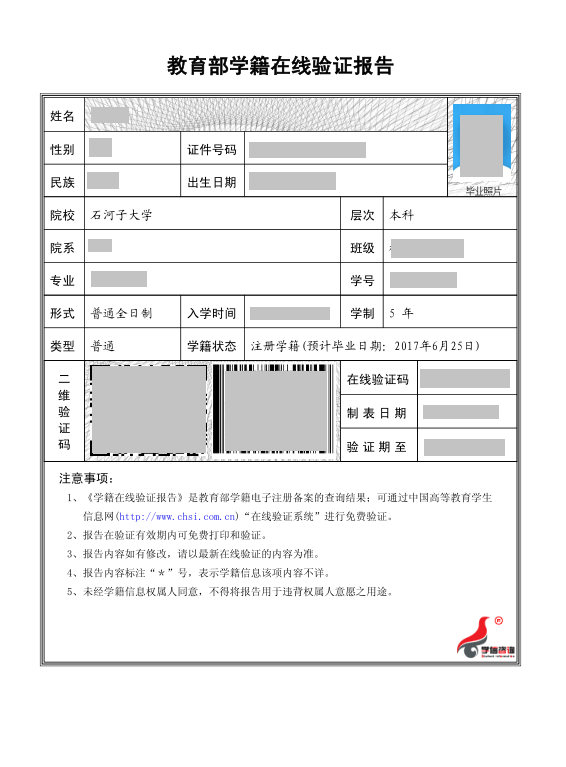 教育部学籍在线验证报告
姓名
性别 证件号码
民族 出生日期
毕业照片
院校 石河子大学 层次 本科
院系 班级
专业 学号
形式 普通全日制 入学时间 学制 5 年
类型 普通 学籍状态 注册学籍(预计毕业日期: 2017年6月25日)
二维验证码 在线验证码
制表日期
验证期至
注意事项:
1、《学籍在线验证报告》是教育部学籍电子注册备案的查询结果；可通过中国高等教育学生
信息网(http://www.chsi.com.cn)“在线验证系统”进行免费验证。
2、报告在验证有效期内可免费打印和验证。
3、报告内容如有修改，请以最新在线验证的内容为准。
4、报告内容标注“＊”号，表示学籍信息该项内容不详。
5、未经学籍信息权属人同意，不得将报告用于违背权属人意愿之用途。
®
学信咨询